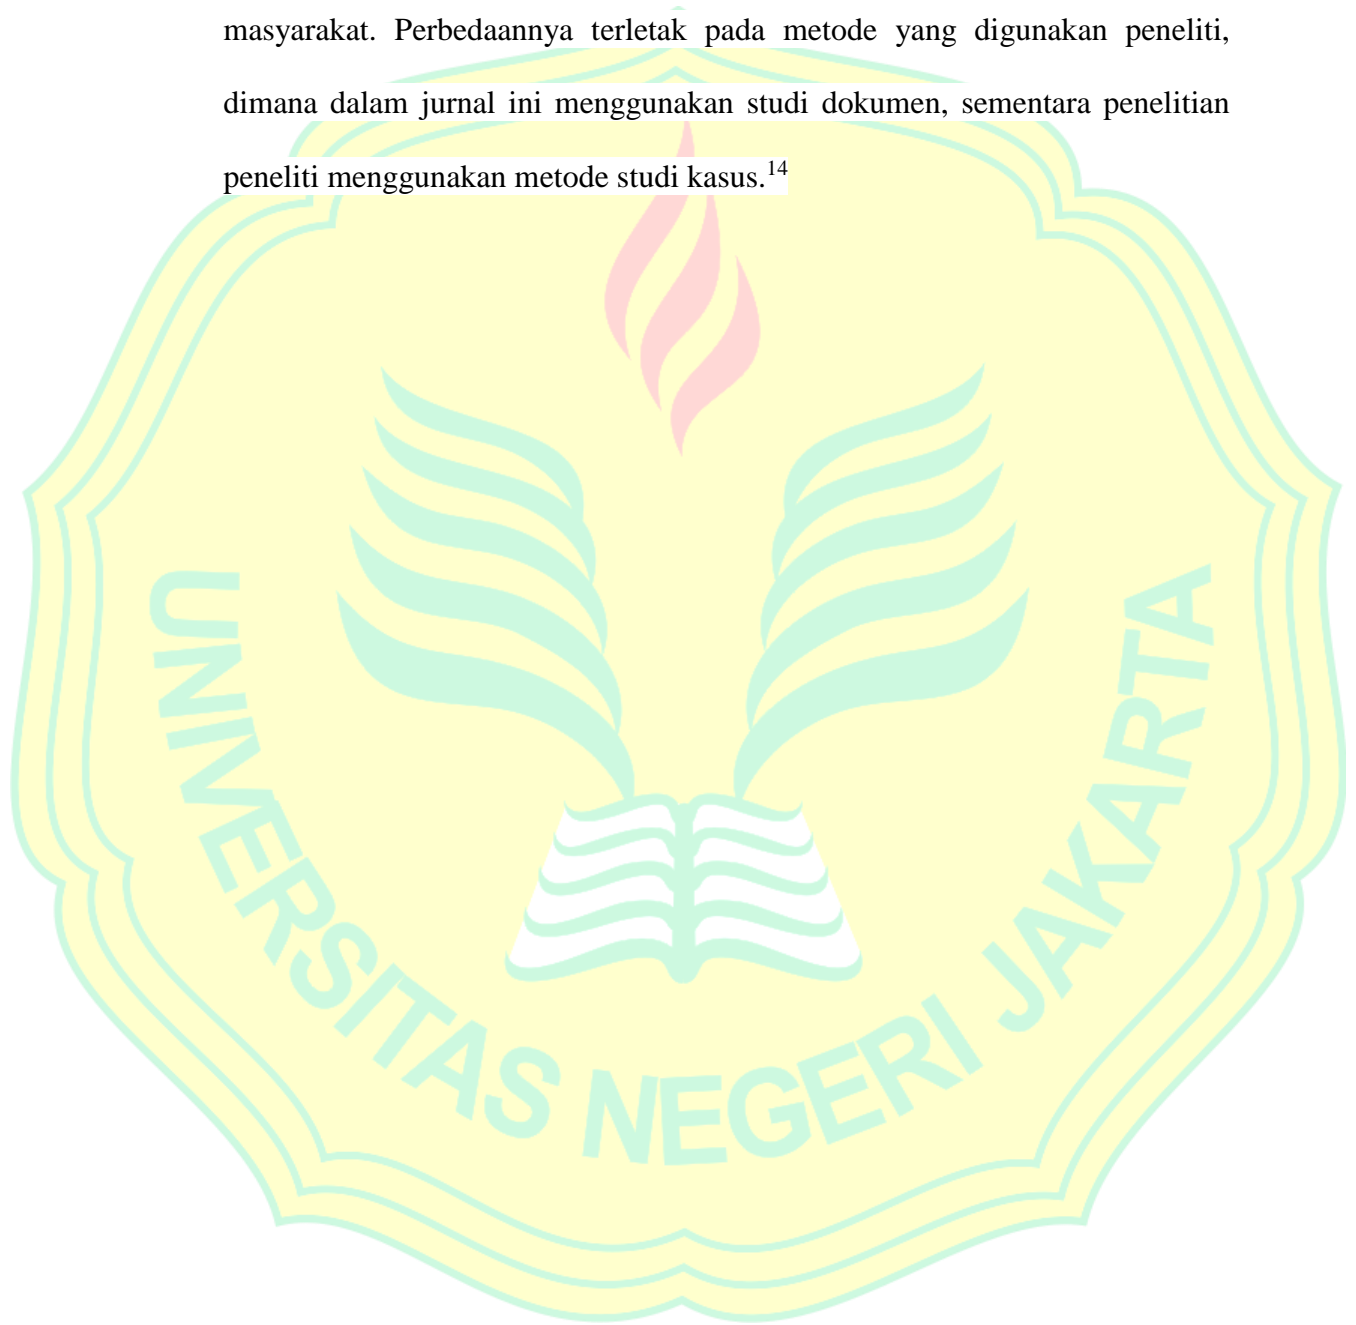 masyarakat. Perbedaannya terletak pada metode yang digunakan peneliti,
dimana dalam jurnal ini menggunakan studi dokumen, sementara penelitian
peneliti menggunakan metode studi kasus.14
UNIVERSITAS NEGERI JAKARTA